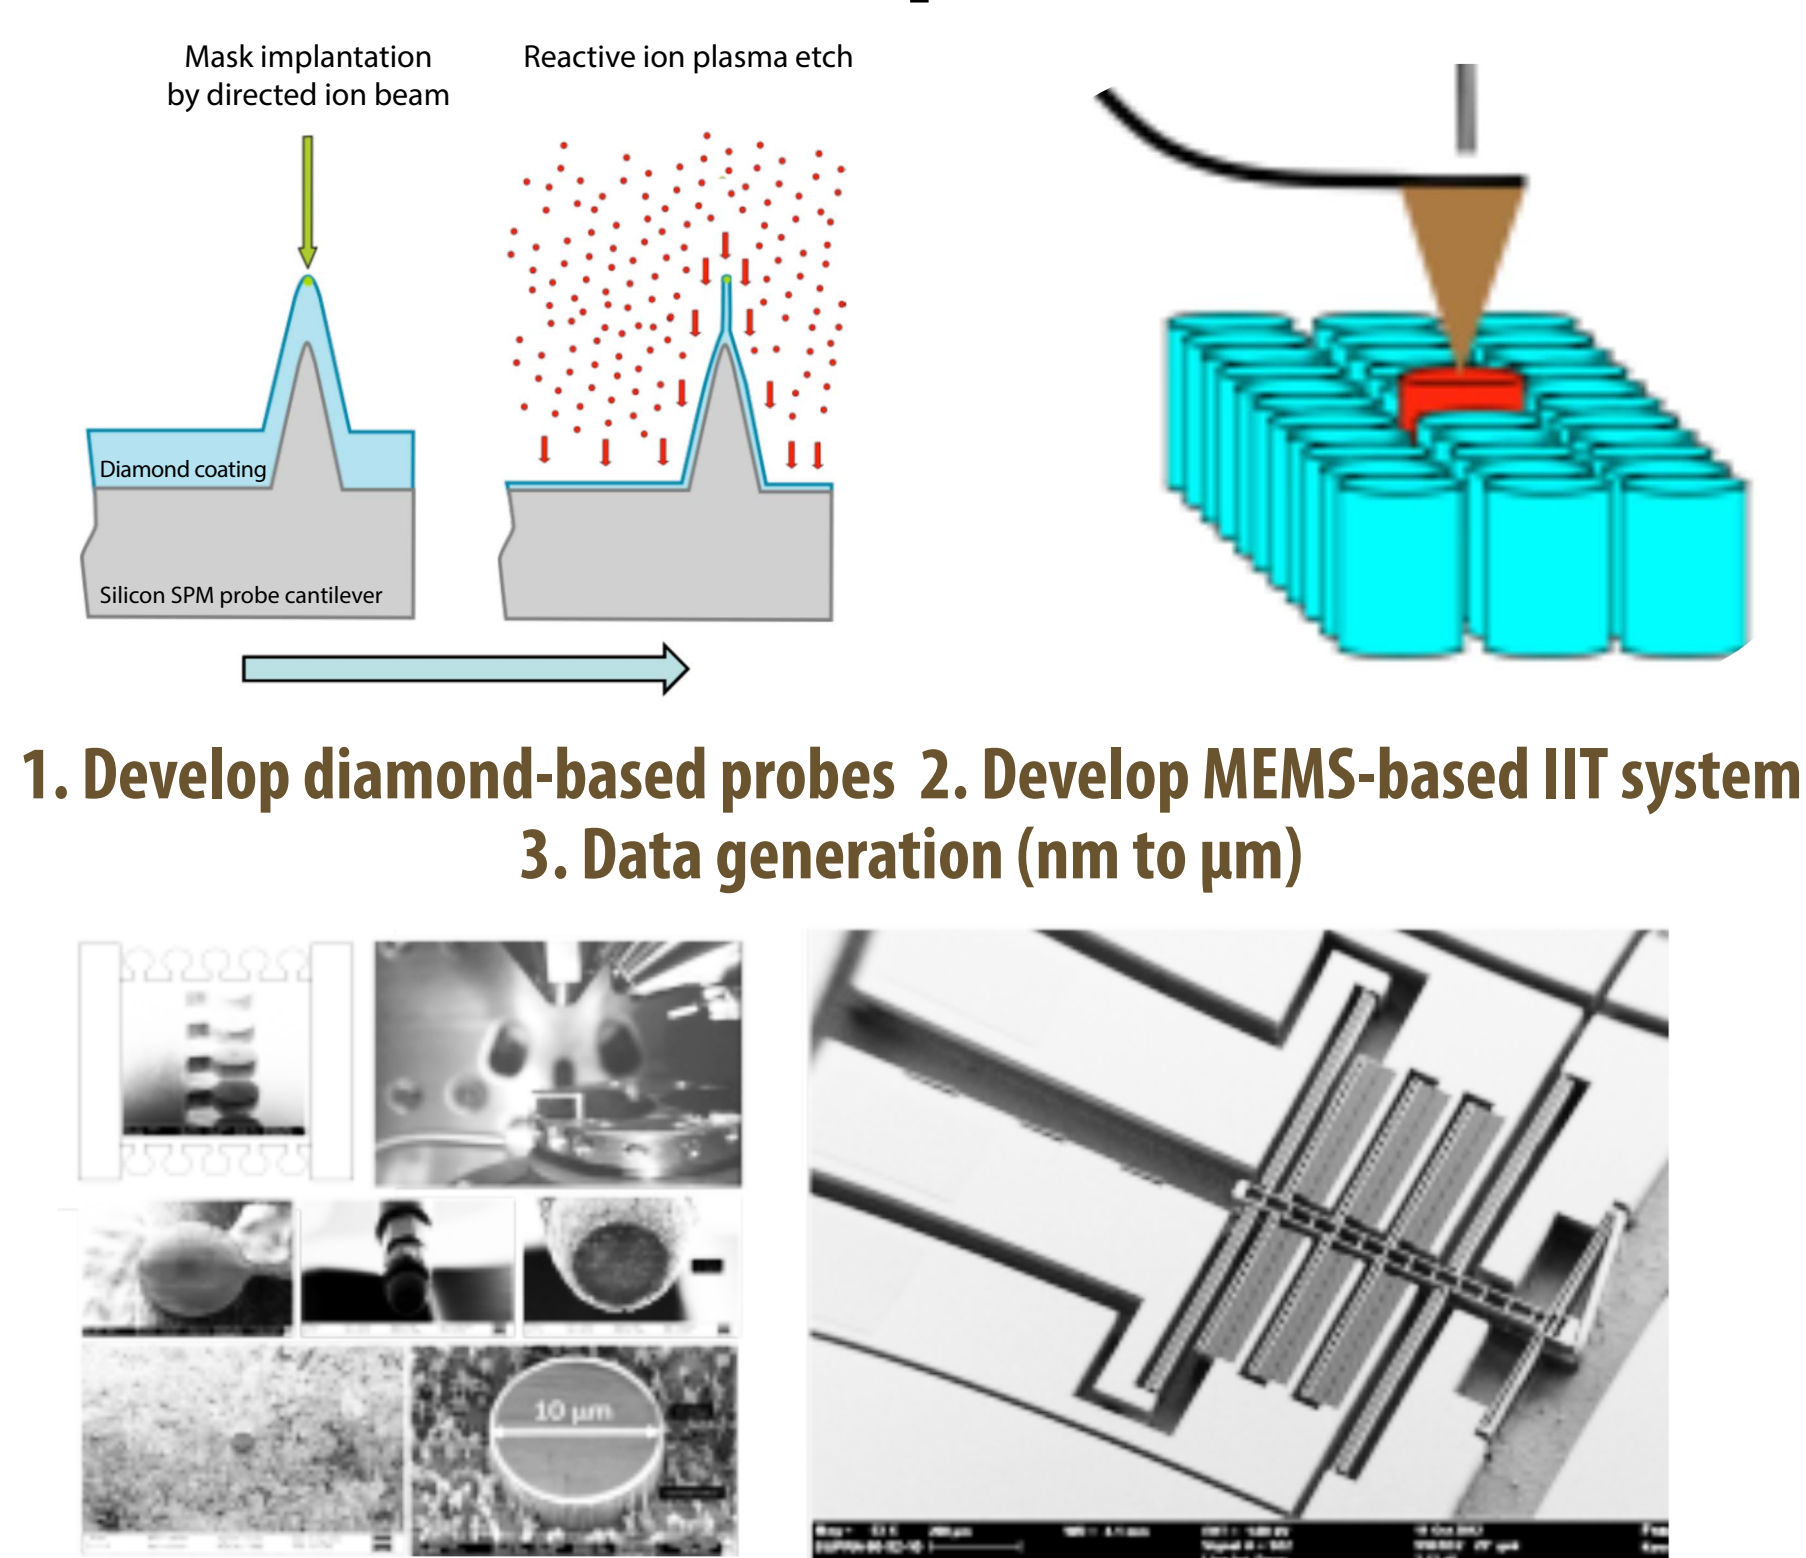 Mask implantation
by directed ion beam
Reactive ion plasma etch
Diamond coating
Silicon SPM probe cantilever
1. Develop diamond-based probes 2. Develop MEMS-based IIT system
3. Data generation (nm to µm)
10 µm